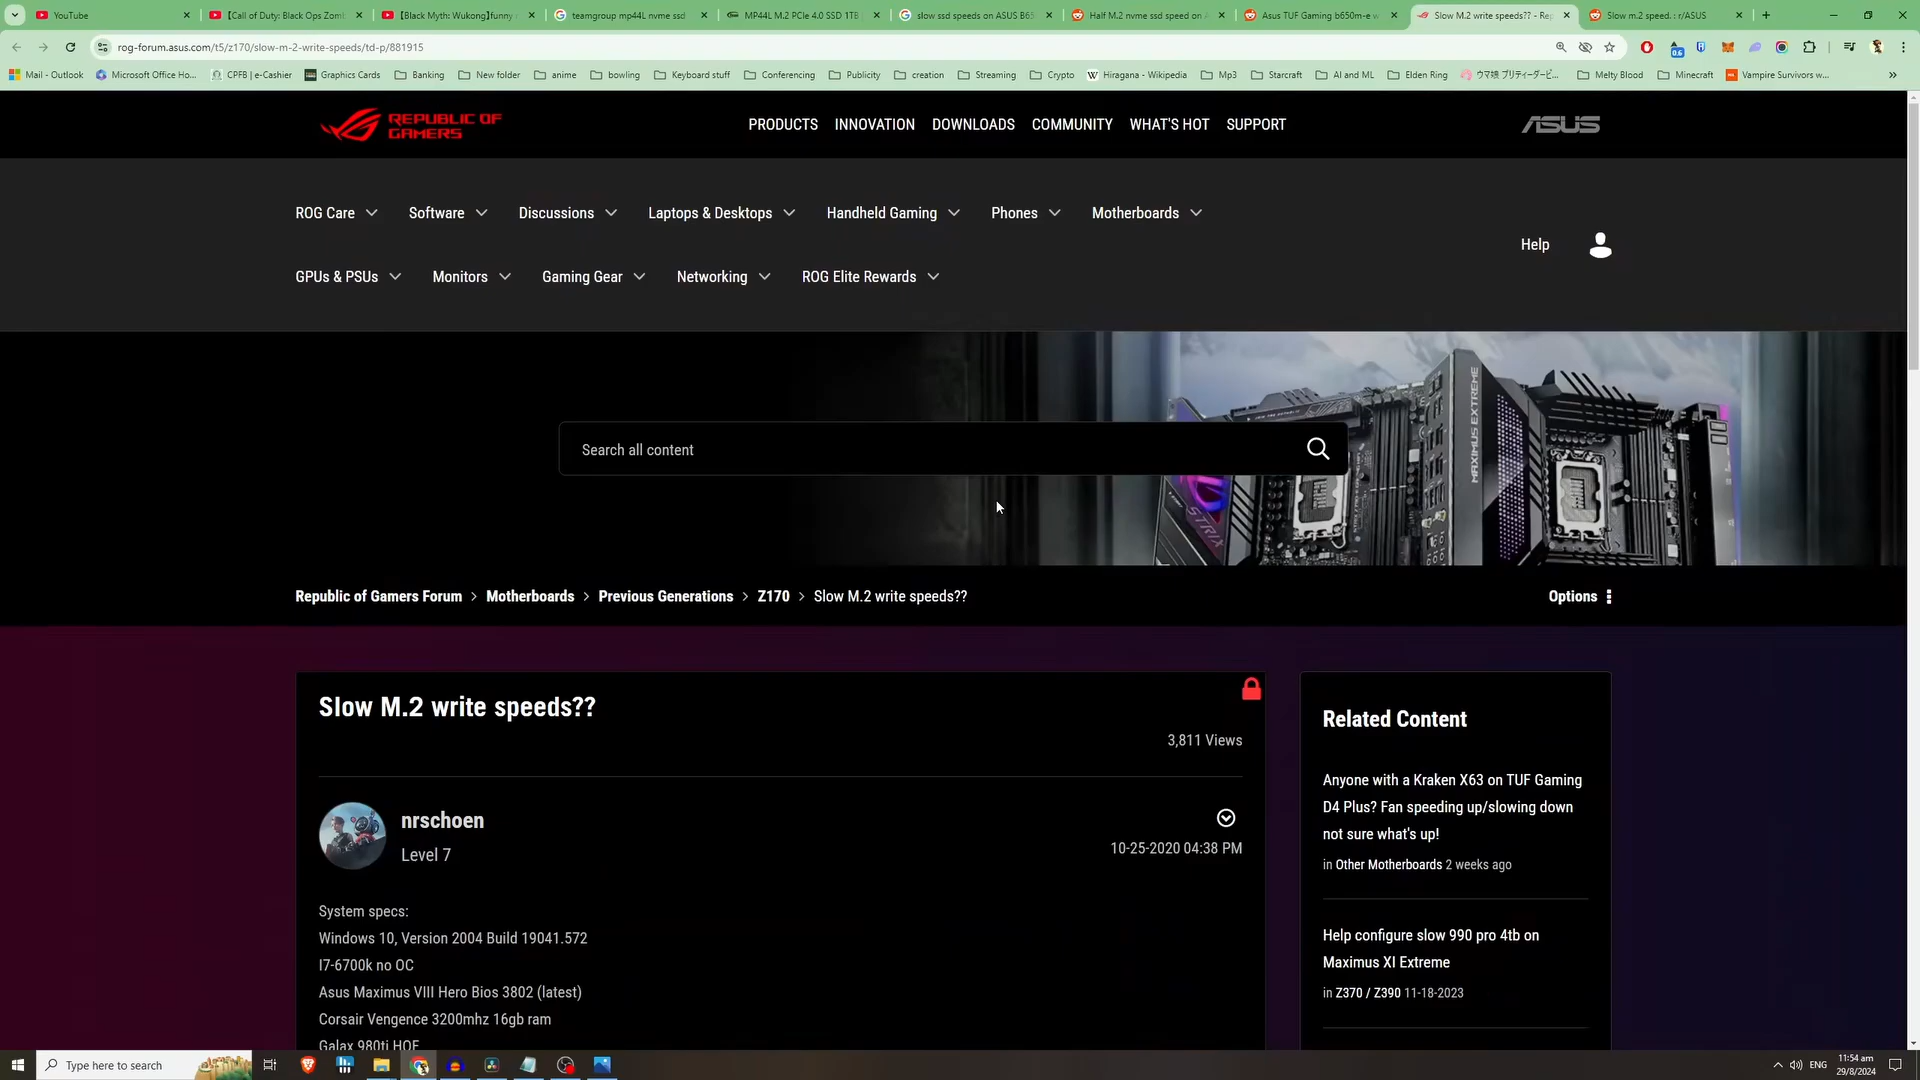 YouTube
【Call of Duty: Black Ops Zomb
【Black Myth: Wukong】funny
teamgroup mp44L nvme ssd
MP44L M.2 PCIe 4.0 SSD 1TB
slow ssd speeds on ASUS B65
Half M.2 nvme ssd speed on A
Asus TUF Gaming b650m-e w
Slow M.2 write speeds?? - Rep
Slow m.2 speed. : r/ASUS
rog-forum.asus.com/t5/z170/slow-m-2-write-speeds/td-p/881915
0.6
Mail - Outlook
Microsoft Office Ho...
CPFB | e-Cashier
Graphics Cards
Banking
New folder
anime
bowling
Keyboard stuff
Conferencing
Publicity
creation
Streaming
Crypto
Hiragana - Wikipedia
Mp3
Starcraft
AI and ML
Elden Ring
ウマ娘 プリティーダービ...
Melty Blood
Minecraft
Vampire Survivors w...
REPUBLIC OF
GAMERS
PRODUCTS INNOVATION DOWNLOADS COMMUNITY WHAT'S HOT SUPPORT
ASUS
ROG Care Software Discussions Laptops & Desktops Handheld Gaming Phones Motherboards
Help
GPUs & PSUs Monitors Gaming Gear Networking ROG Elite Rewards
Search all content
MAXIMUS EXTREME
STRIX
Republic of Gamers Forum > Motherboards > Previous Generations > Z170 > Slow M.2 write speeds??
Options
Slow M.2 write speeds??
3,811 Views
nrschoen
Level 7
10-25-2020 04:38 PM
System specs:
Windows 10, Version 2004 Build 19041.572
I7-6700k no OC
Asus Maximus VIII Hero Bios 3802 (latest)
Corsair Vengence 3200mhz 16gb ram
Galax 980ti HOF
Related Content
Anyone with a Kraken X63 on TUF Gaming
D4 Plus? Fan speeding up/slowing down
not sure what's up!
in Other Motherboards 2 weeks ago
Help configure slow 990 pro 4tb on
Maximus XI Extreme
in Z370 / Z390 11-18-2023
Type here to search
ENG
11:54 am
29/8/2024